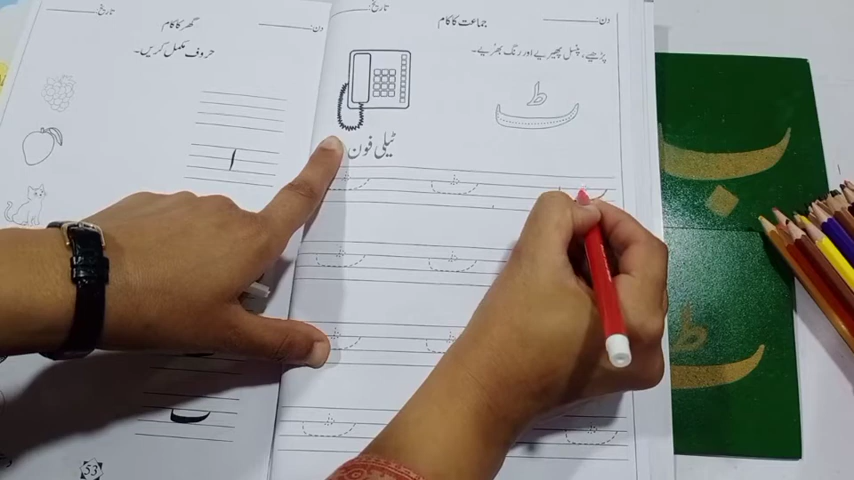 دن: جماعت کا کام تاریخ:
پڑھیے، پنسل پھیریے اور رنگ بھریے۔
ٹ
ٹیلی فون
دن: گھر کا کام تاریخ:
حروف مکمل کریں۔
ا
53
ب
ٹ